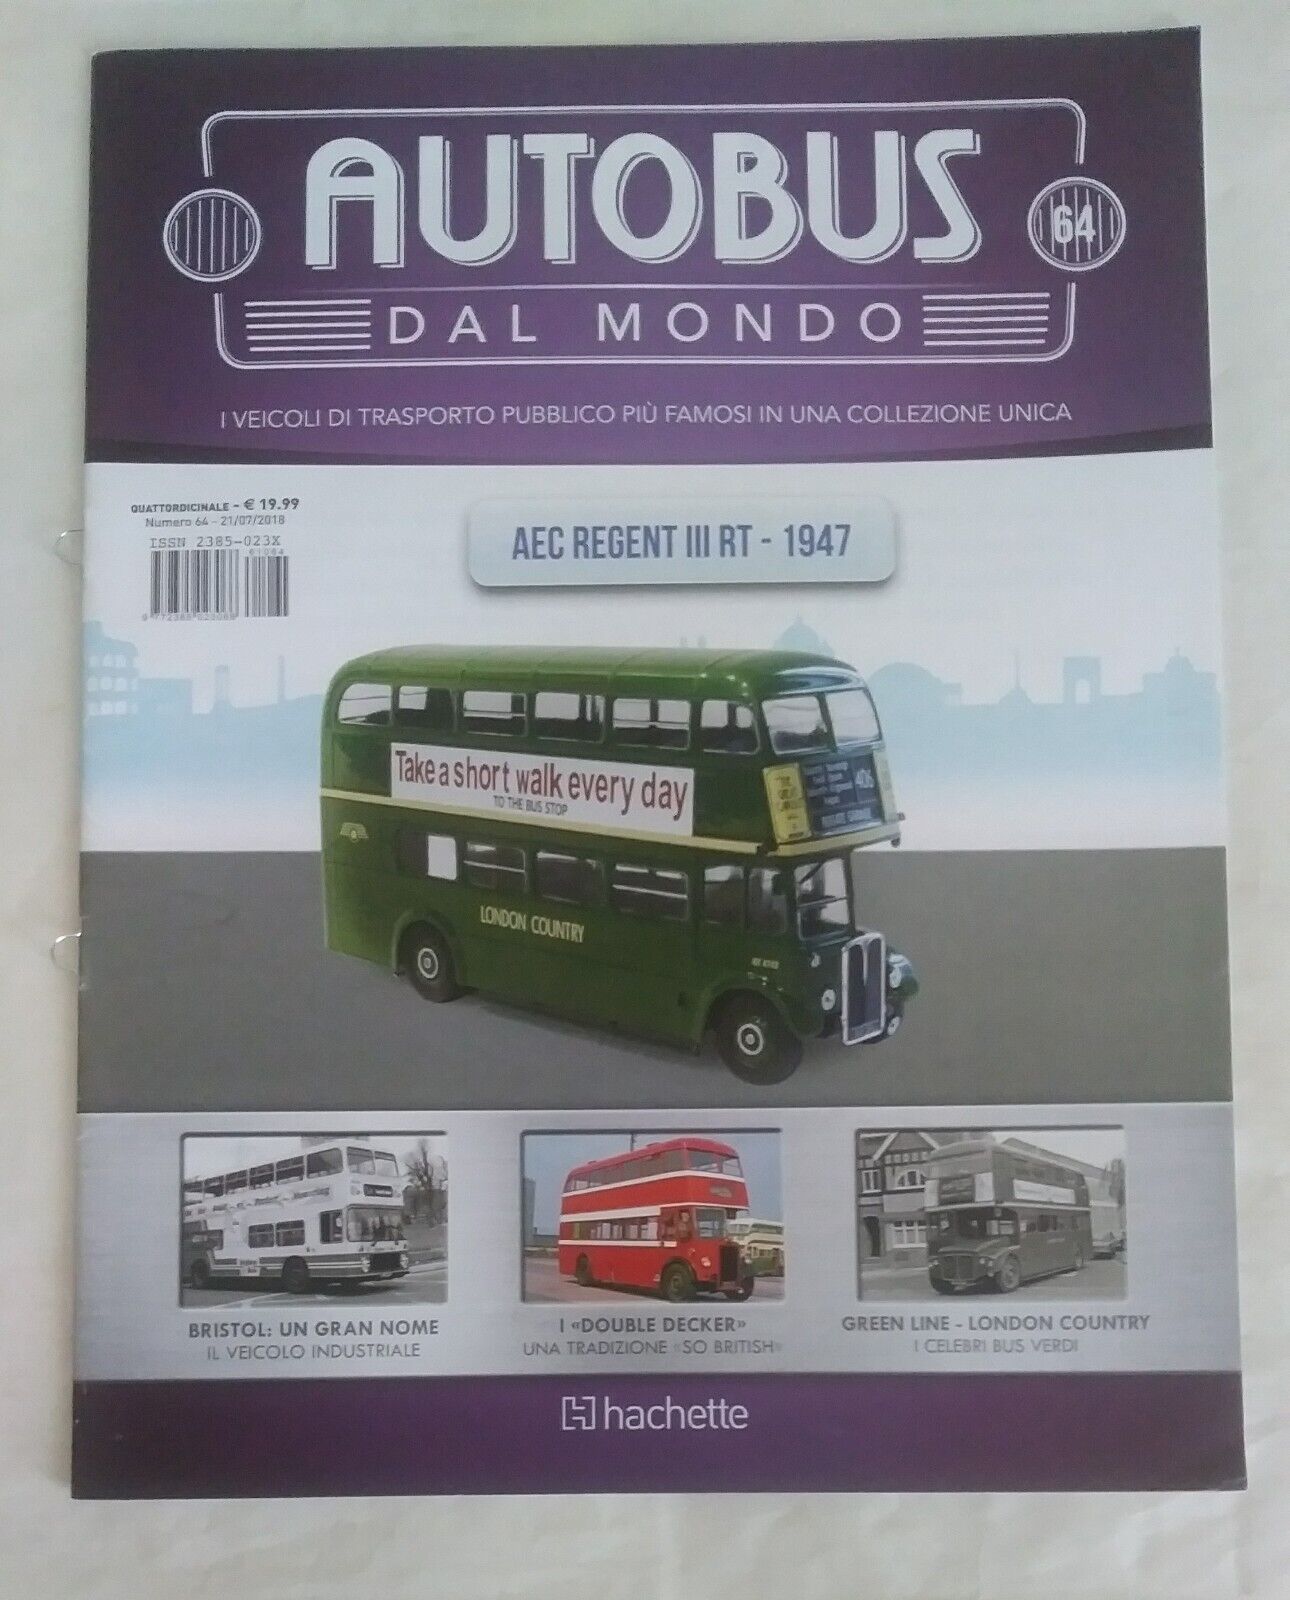 AUTOBUS
64
DAL MONDO
I VEICOLI DI TRASPORTO PUBBLICO PIÙ FAMOSI IN UNA COLLEZIONE UNICA
QUATTORDICINALE - € 19.99
Numero 64 - 21/07/2018
ISSN 2385-023X
AEC REGENT III RT - 1947
Take a short walk every day
TO THE BUS STOP
406
LONDON COUNTRY
BRISTOL: UN GRAN NOME
IL VEICOLO INDUSTRIALE
I «DOUBLE DECKER»
UNA TRADIZIONE «SO BRITISH»
GREEN LINE - LONDON COUNTRY
I CELEBRI BUS VERDI
hachette